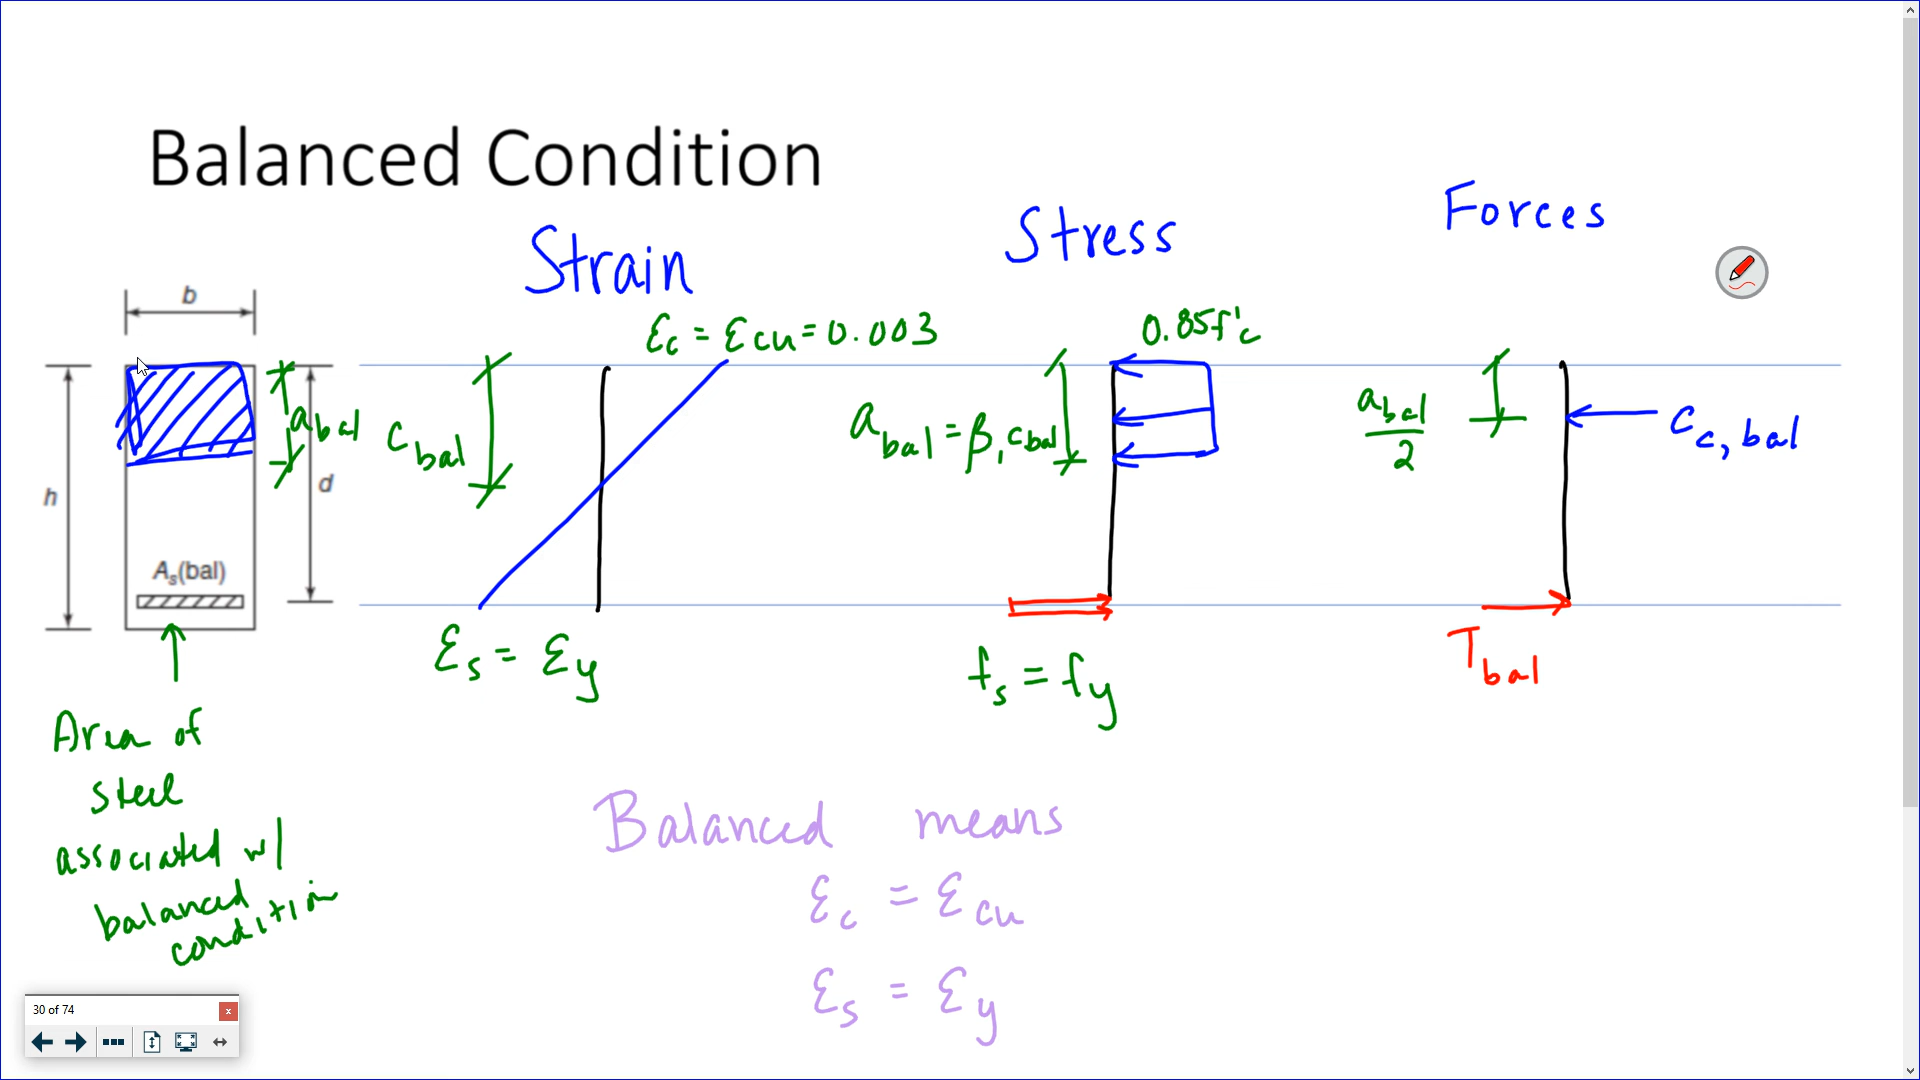 Balanced Condition
Strain
Stress
Forces
b
εc = εcu = 0.003
0.85f'c
abal
cbal
abal = β1cbal
abal/2
Cc, bal
h
d
As(bal)
εs = εy
fs = fy
Tbal
Area of
steel
associated w/
balanced
condition
Balanced means
εc = εcu
εs = εy
30 of 74
x